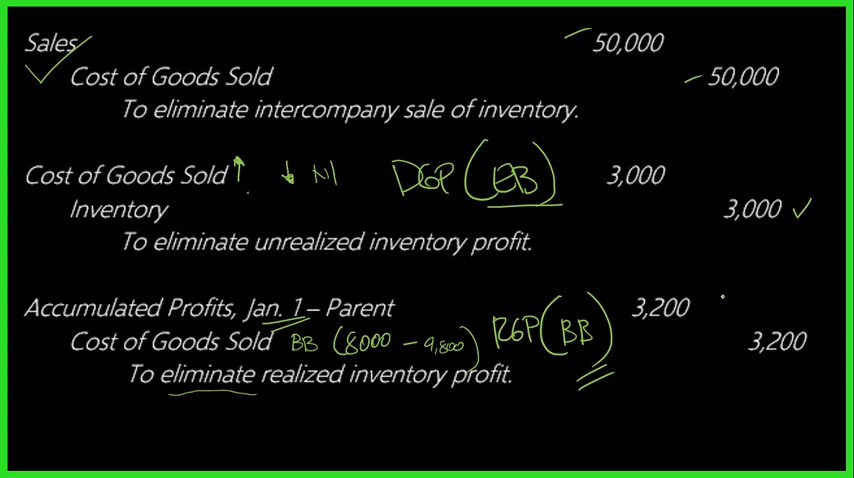 Sales 50,000
Cost of Goods Sold 50,000
To eliminate intercompany sale of inventory.
Cost of Goods Sold ↑ ↓ NI DGP (EB) 3,000
Inventory 3,000 ✓
To eliminate unrealized inventory profit.
Accumulated Profits, Jan. 1 – Parent 3,200
Cost of Goods Sold BB (8000 - 4,800) RGP (BB) 3,200
To eliminate realized inventory profit.